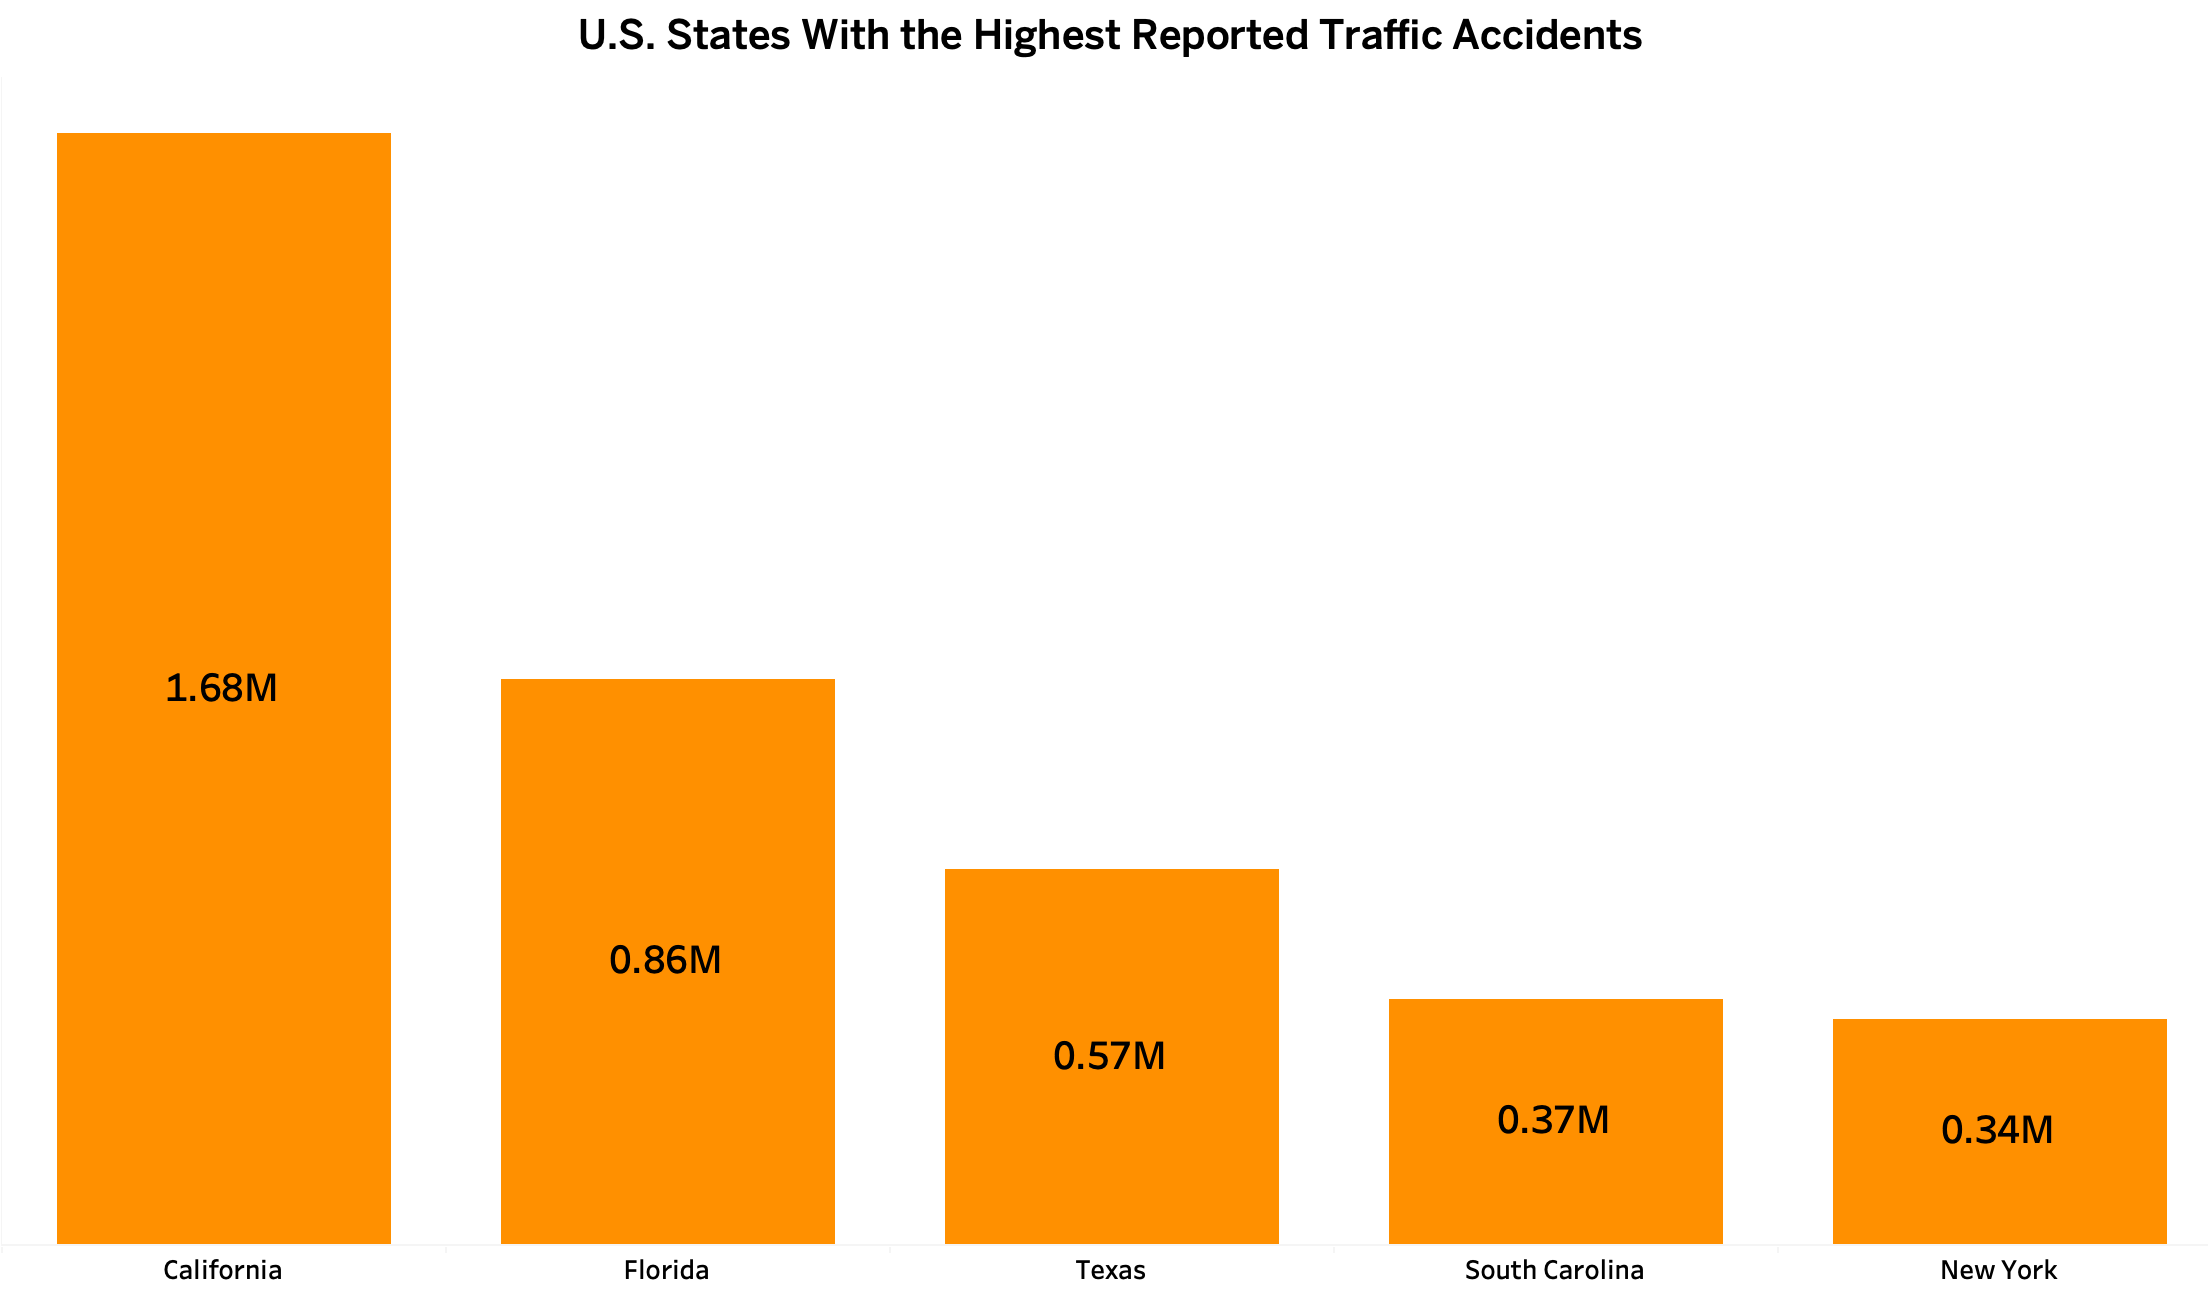 U.S. States With the Highest Reported Traffic Accidents
1.68M
0.86M
0.57M
0.37M
0.34M
California
Florida
Texas
South Carolina
New York